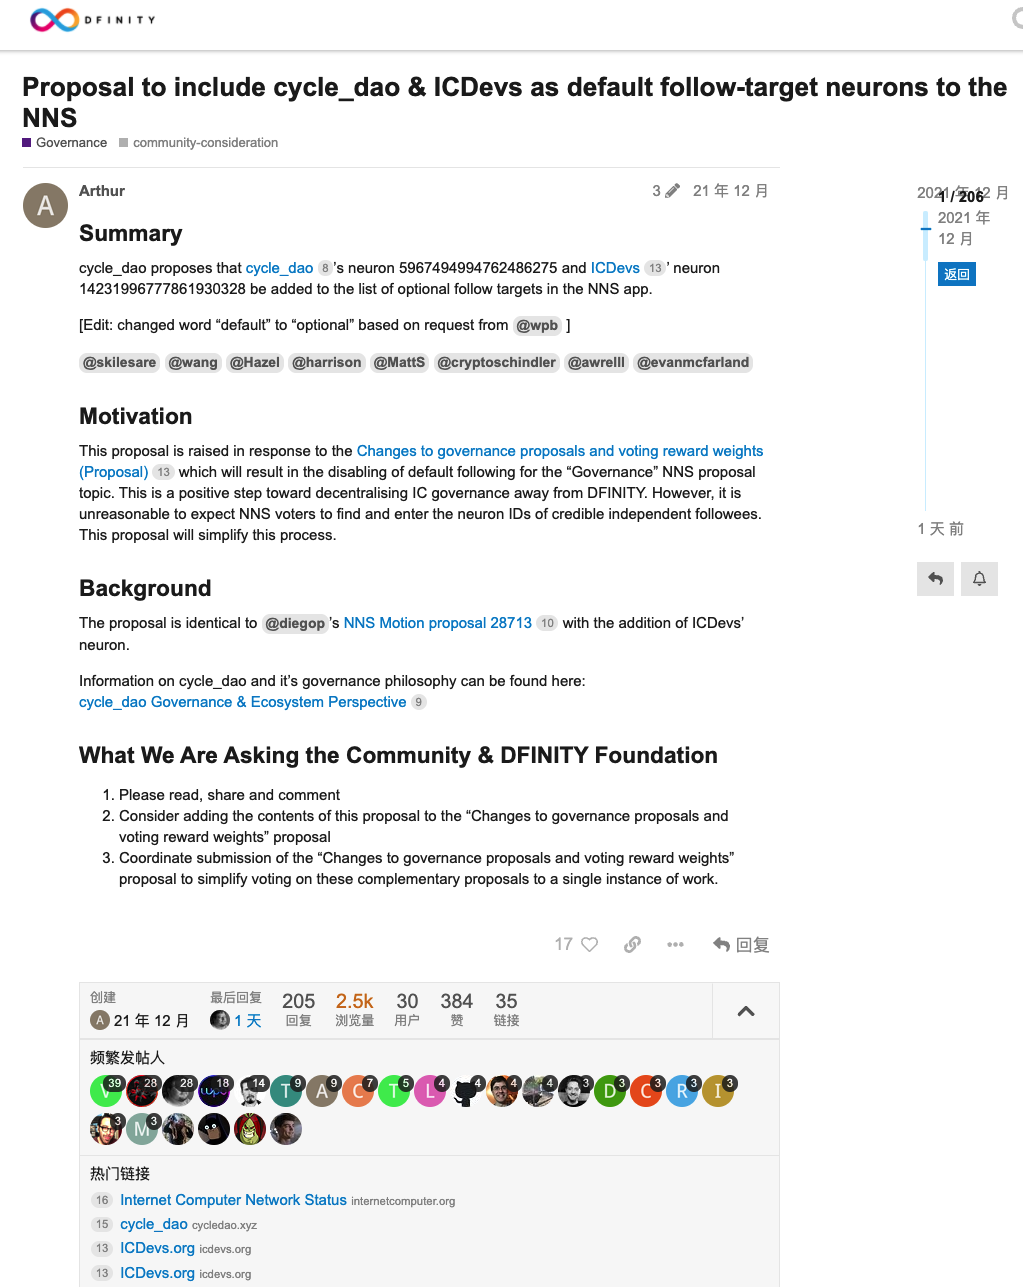 DFINITY
Proposal to include cycle_dao & ICDevs as default follow-target neurons to the
NNS
Governance community-consideration
A
Arthur
3 21 年 12 月
Summary
cycle_dao proposes that cycle_dao 8 's neuron 5967494994762486275 and ICDevs 13 ’ neuron
14231996777861930328 be added to the list of optional follow targets in the NNS app.
[Edit: changed word “default” to “optional” based on request from @wpb ]
@skilesare @wang @Hazel @harrison @MattS @cryptoschindler @awrelll @evanmcfarland
Motivation
This proposal is raised in response to the Changes to governance proposals and voting reward weights
(Proposal) 13 which will result in the disabling of default following for the “Governance” NNS proposal
topic. This is a positive step toward decentralising IC governance away from DFINITY. However, it is
unreasonable to expect NNS voters to find and enter the neuron IDs of credible independent followees.
This proposal will simplify this process.
Background
The proposal is identical to @diegop 's NNS Motion proposal 28713 10 with the addition of ICDevs’
neuron.
Information on cycle_dao and it’s governance philosophy can be found here:
cycle_dao Governance & Ecosystem Perspective 9
What We Are Asking the Community & DFINITY Foundation
1. Please read, share and comment
2. Consider adding the contents of this proposal to the “Changes to governance proposals and
voting reward weights” proposal
3. Coordinate submission of the “Changes to governance proposals and voting reward weights”
proposal to simplify voting on these complementary proposals to a single instance of work.
17 回复
创建
A 21 年 12 月
最后回复
1 天
205
回复
2.5k
浏览量
30
用户
384
赞
35
链接
频繁发帖人
V 39 28 28 18 14 T 9 A 9 C 7 T 5 L 4 4 4 4 3 D 3 C 3 R 3 I 3
3 M 3
热门链接
16 Internet Computer Network Status internetcomputer.org
15 cycle_dao cycledao.xyz
13 ICDevs.org icdevs.org
13 ICDevs.org icdevs.org
2021 年 12 月
1 / 206
2021 年
12 月
返回
1 天 前